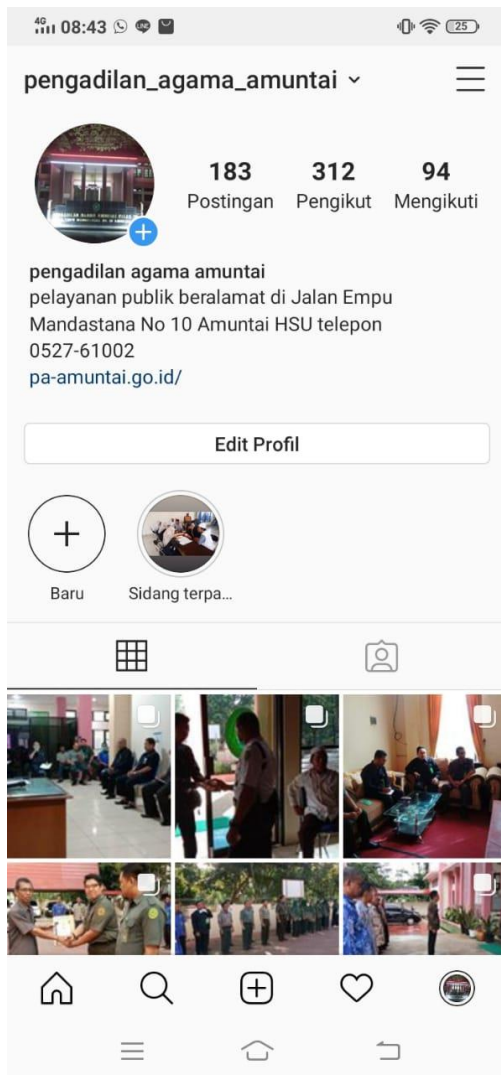 4G 08:43 25
pengadilan_agama_amuntai
183 312 94
Postingan Pengikut Mengikuti
pengadilan agama amuntai
pelayanan publik beralamat di Jalan Empu
Mandastana No 10 Amuntai HSU telepon
0527-61002
pa-amuntai.go.id/
Edit Profil
Baru Sidang terpa...